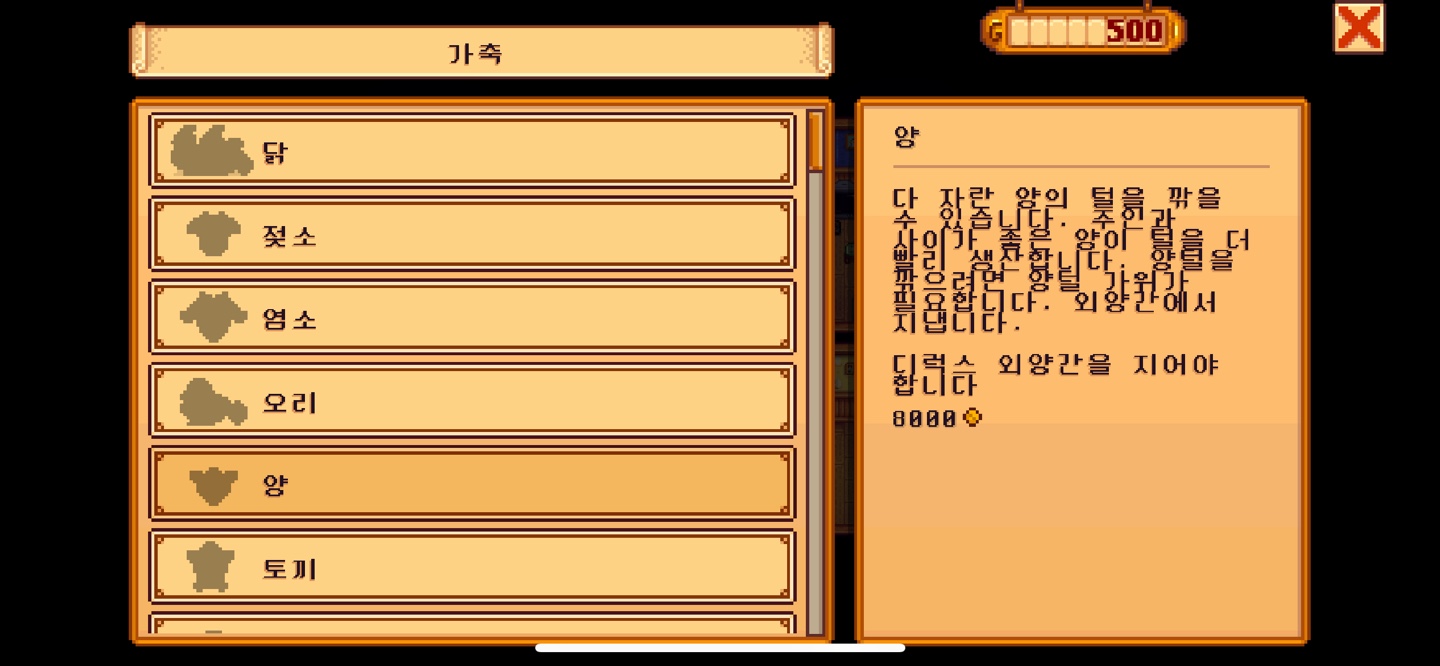 가축
500
닭
젖소
염소
오리
양
토끼
양
다 자란 양의 털을 깎을
수 있습니다. 주인과
사이가 좋은 양이 털을 더
빨리 생산합니다. 양털을
깎으려면 양털 가위가
필요합니다. 외양간에서
지냅니다.
디럭스 외양간을 지어야
합니다
8000